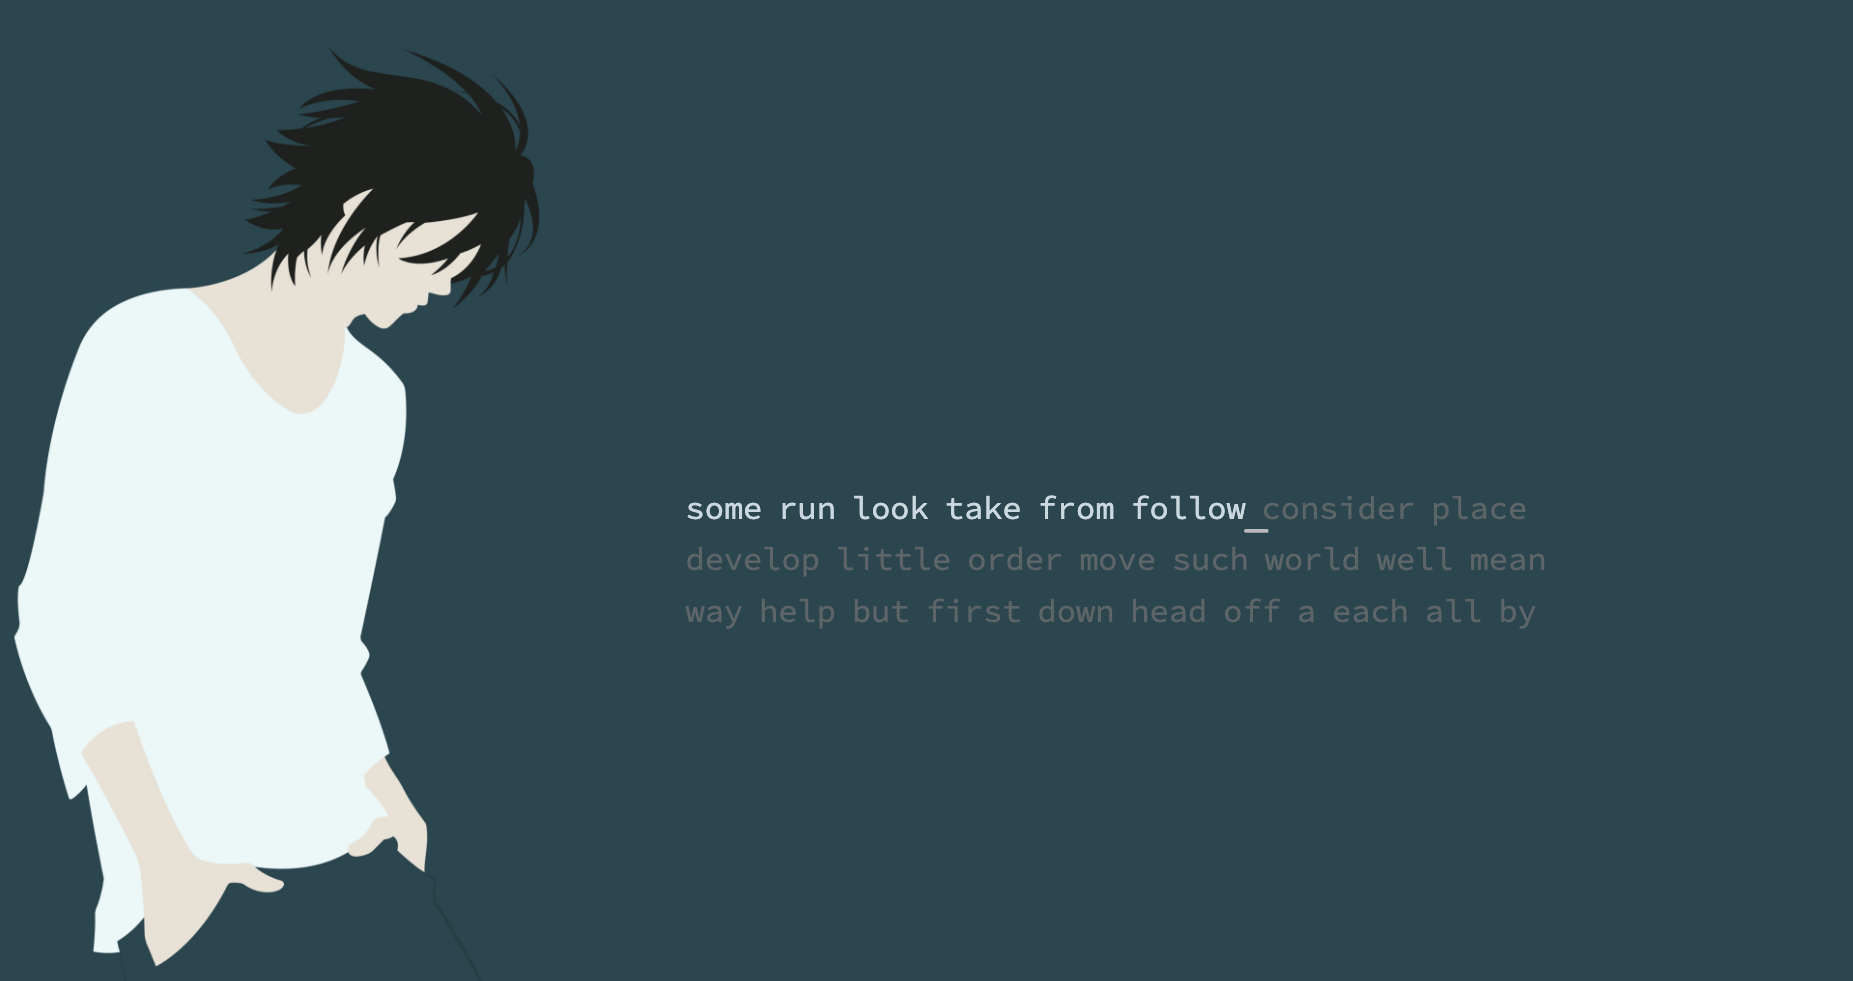 some run look take from follow consider place
develop little order move such world well mean
way help but first down head off a each all by